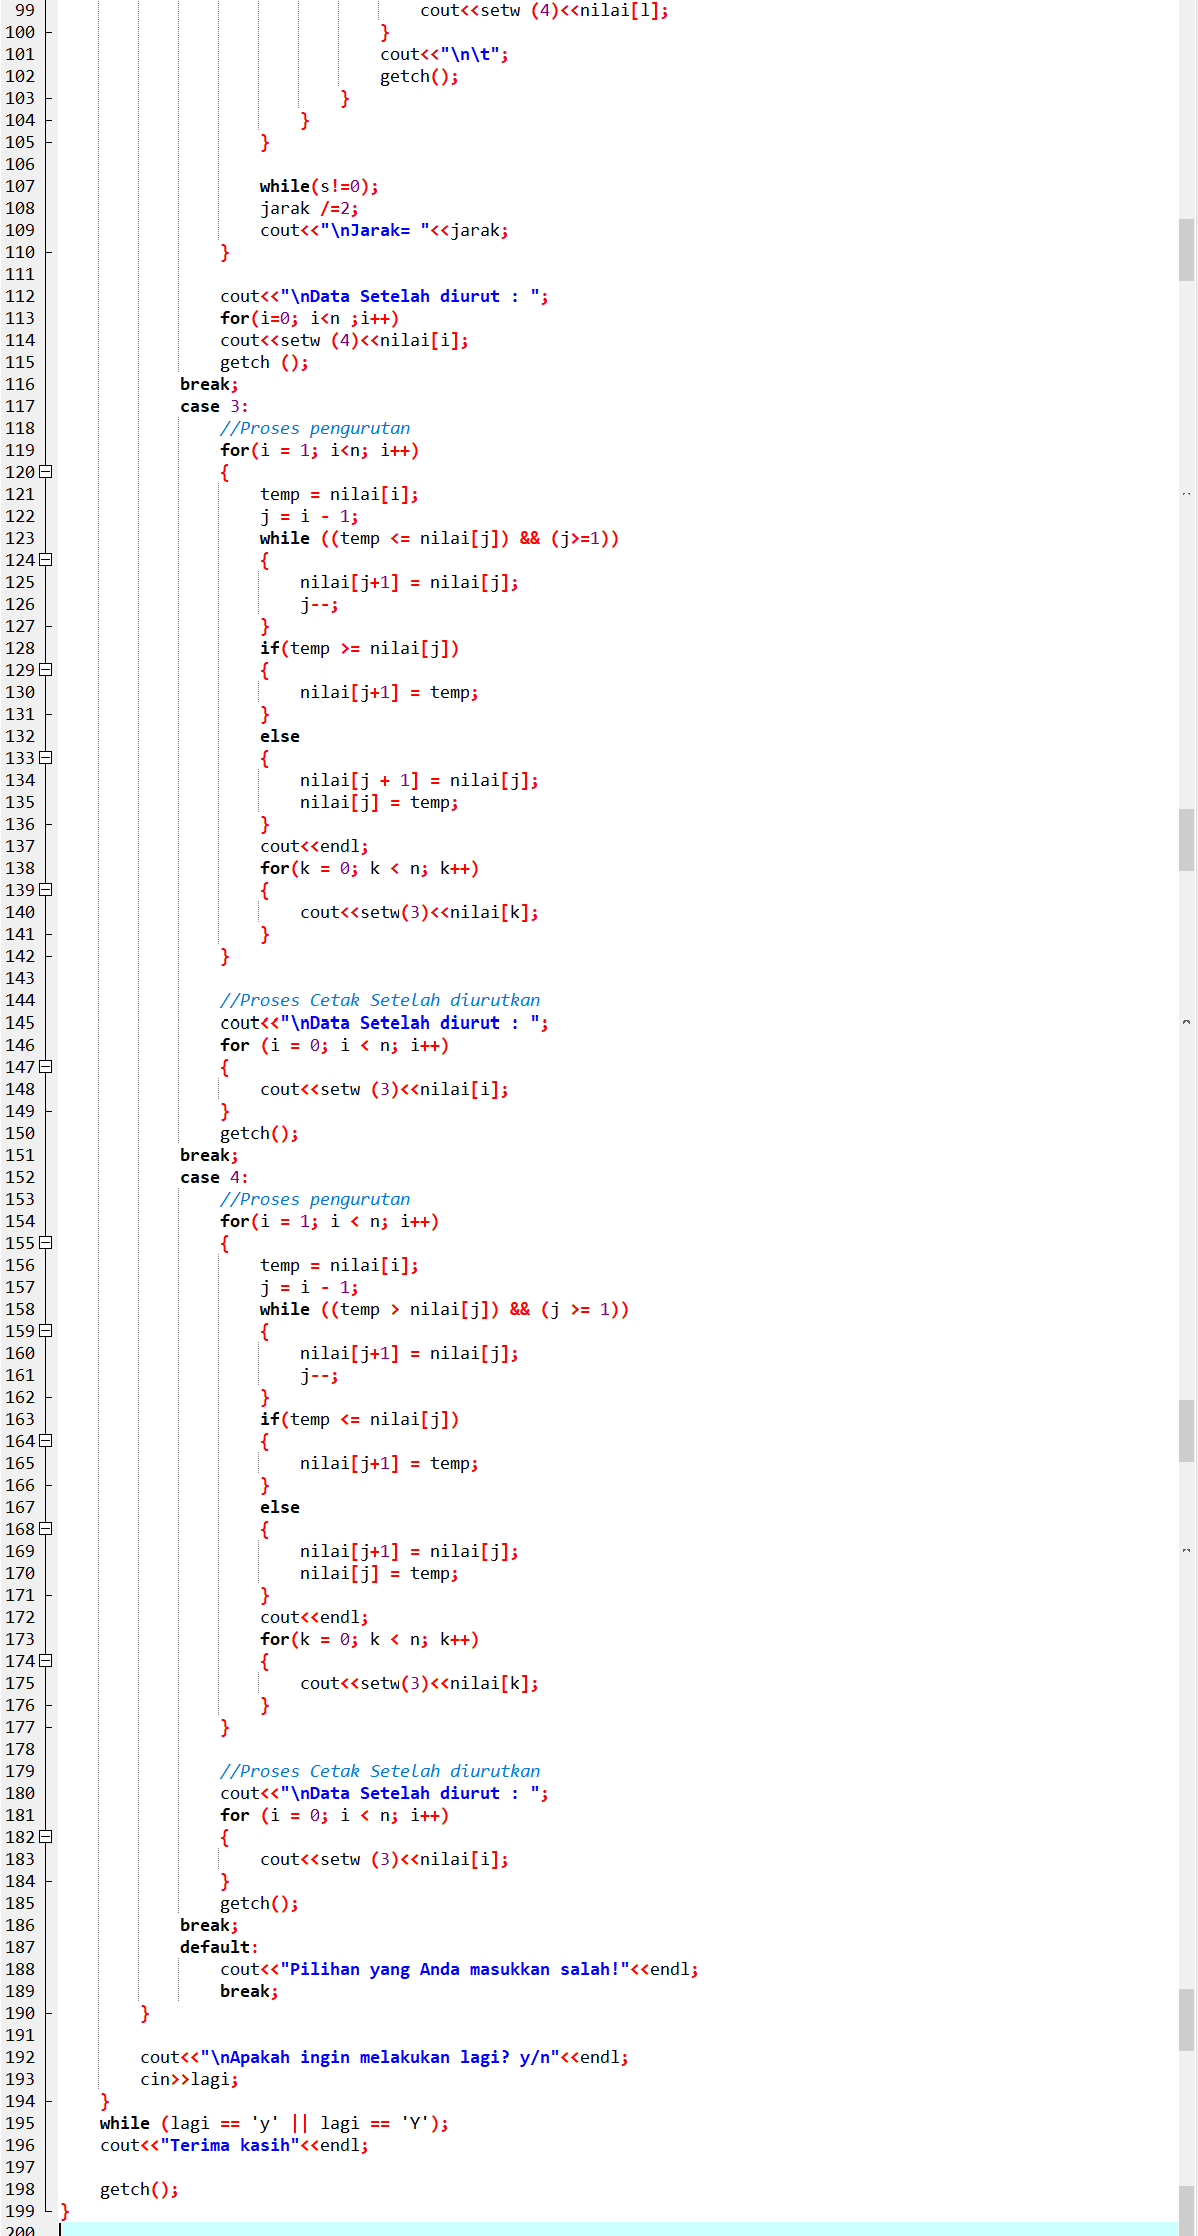 99 cout<<setw (4)<<nilai[l];
100 }
101 cout<<"\n\t";
102 getch();
103 }
104 }
105 }
106
107 while(s!=0);
108 jarak /=2;
109 cout<<"\nJarak= "<<jarak;
110 }
111
112 cout<<"\nData Setelah diurut : ";
113 for(i=0; i<n ;i++)
114 cout<<setw (4)<<nilai[i];
115 getch ();
116 break;
117 case 3:
118 //Proses pengurutan
119 for(i = 1; i<n; i++)
120 {
121 temp = nilai[i];
122 j = i - 1;
123 while ((temp <= nilai[j]) && (j>=1))
124 {
125 nilai[j+1] = nilai[j];
126 j--;
127 }
128 if(temp >= nilai[j])
129 {
130 nilai[j+1] = temp;
131 }
132 else
133 {
134 nilai[j + 1] = nilai[j];
135 nilai[j] = temp;
136 }
137 cout<<endl;
138 for(k = 0; k < n; k++)
139 {
140 cout<<setw(3)<<nilai[k];
141 }
142 }
143
144 //Proses Cetak Setelah diurutkan
145 cout<<"\nData Setelah diurut : ";
146 for (i = 0; i < n; i++)
147 {
148 cout<<setw (3)<<nilai[i];
149 }
150 getch();
151 break;
152 case 4:
153 //Proses pengurutan
154 for(i = 1; i < n; i++)
155 {
156 temp = nilai[i];
157 j = i - 1;
158 while ((temp > nilai[j]) && (j >= 1))
159 {
160 nilai[j+1] = nilai[j];
161 j--;
162 }
163 if(temp <= nilai[j])
164 {
165 nilai[j+1] = temp;
166 }
167 else
168 {
169 nilai[j+1] = nilai[j];
170 nilai[j] = temp;
171 }
172 cout<<endl;
173 for(k = 0; k < n; k++)
174 {
175 cout<<setw(3)<<nilai[k];
176 }
177 }
178
179 //Proses Cetak Setelah diurutkan
180 cout<<"\nData Setelah diurut : ";
181 for (i = 0; i < n; i++)
182 {
183 cout<<setw (3)<<nilai[i];
184 }
185 getch();
186 break;
187 default:
188 cout<<"Pilihan yang Anda masukkan salah!"<<endl;
189 break;
190 }
191
192 cout<<"\nApakah ingin melakukan lagi? y/n"<<endl;
193 cin>>lagi;
194 }
195 while (lagi == 'y' || lagi == 'Y');
196 cout<<"Terima kasih"<<endl;
197
198 getch();
199 }
200